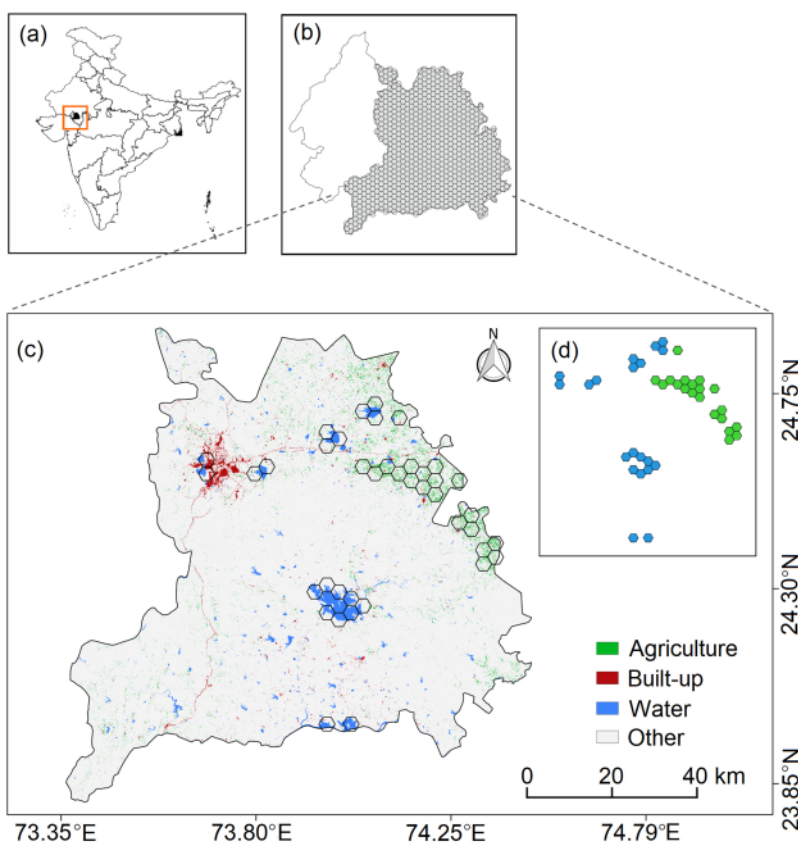 (a)
(b)
(c)
N
(d)
24.75°N
24.30°N
Agriculture
Built-up
Water
Other
0 20 40 km
23.85°N
73.35°E 73.80°E 74.25°E 74.79°E